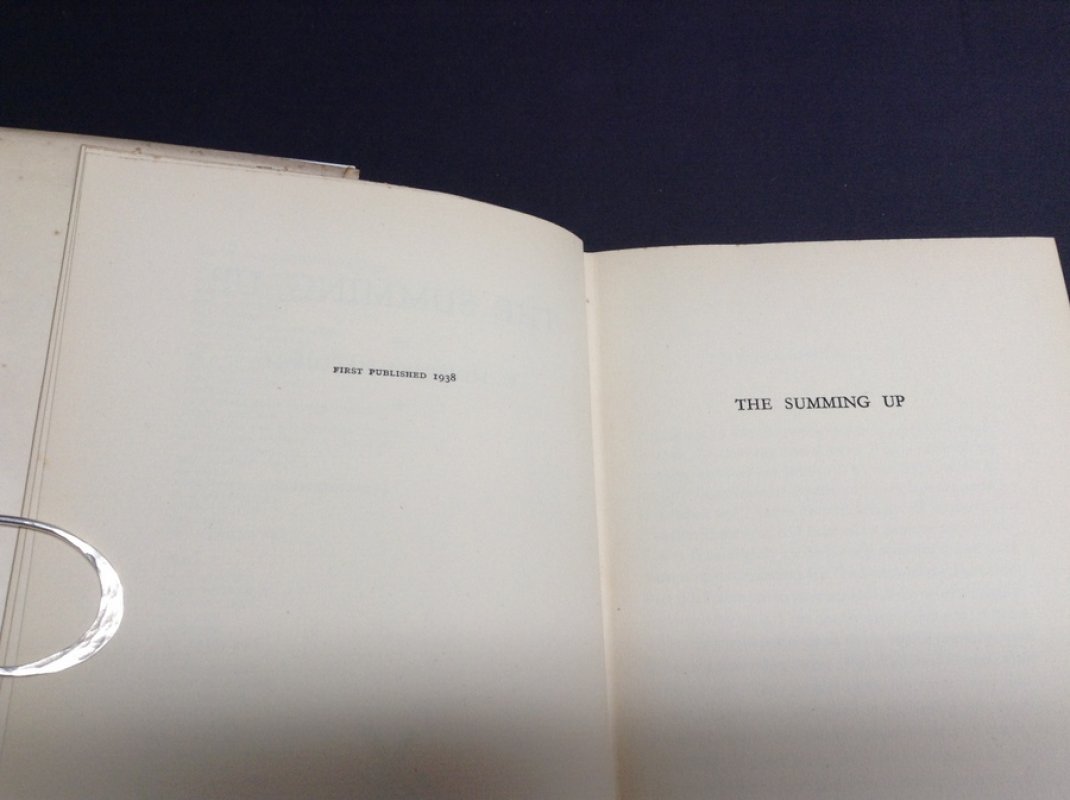 FIRST PUBLISHED 1938
THE SUMMING UP